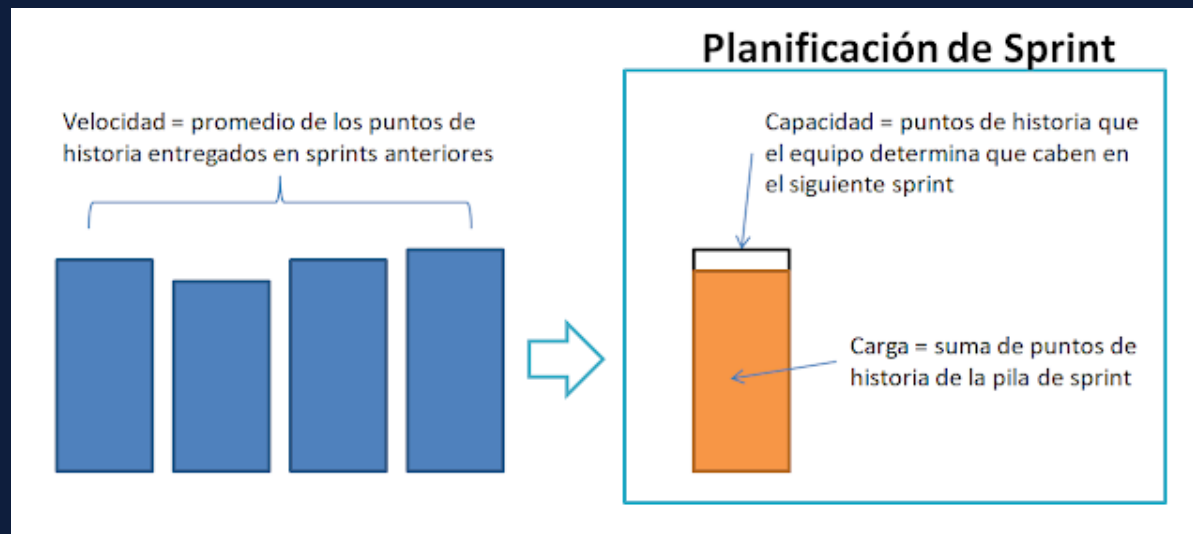 Planificación de Sprint
Velocidad = promedio de los puntos de
historia entregados en sprints anteriores
Capacidad = puntos de historia que
el equipo determina que caben en
el siguiente sprint
Carga = suma de puntos de
historia de la pila de sprint